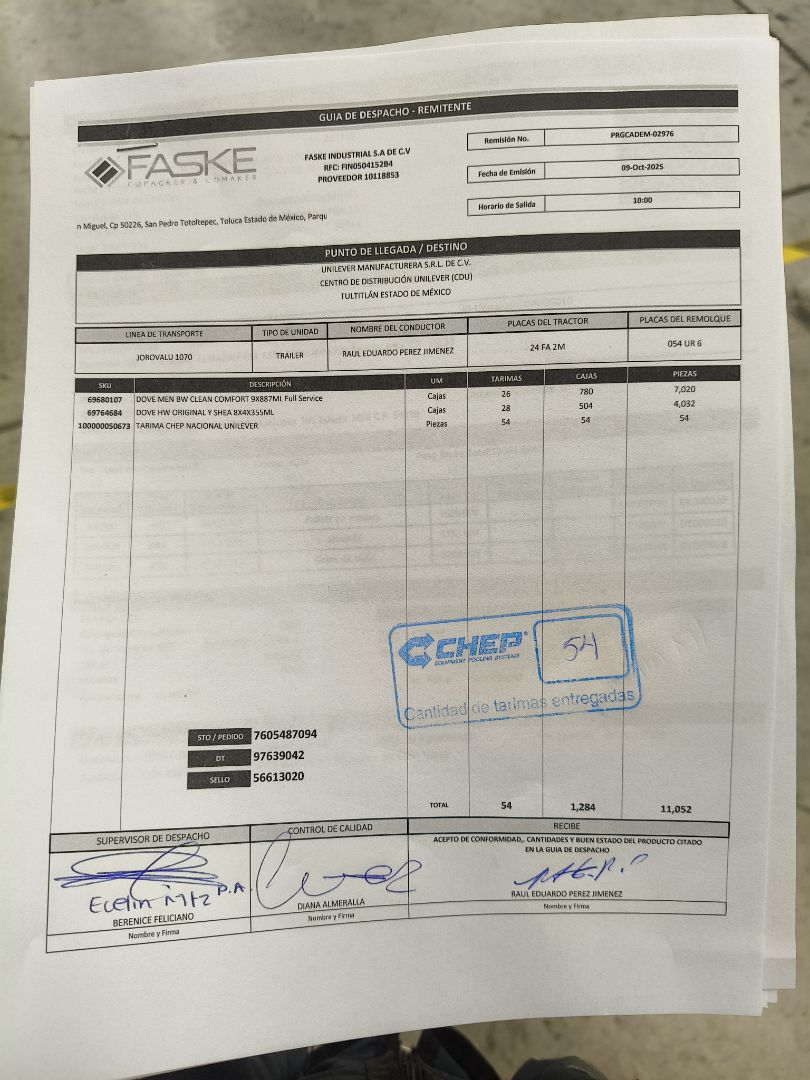 GUIA DE DESPACHO - REMITENTE
FASKE
COPACKER & COMAKER
FASKE INDUSTRIAL S.A DE C.V
RFC: FIN0504152B4
PROVEEDOR 10118853
Remisión No. PRGCADEM-02976
Fecha de Emisión 09-Oct-2025
Horario de Salida 10:00
n Miguel, Cp 50226, San Pedro Totoltepec, Toluca Estado de México, Parqu
PUNTO DE LLEGADA / DESTINO
UNILEVER MANUFACTURERA S.R.L. DE C.V.
CENTRO DE DISTRIBUCIÓN UNILEVER (CDU)
TULTITLÁN ESTADO DE MÉXICO
LINEA DE TRANSPORTE TIPO DE UNIDAD NOMBRE DEL CONDUCTOR PLACAS DEL TRACTOR PLACAS DEL REMOLQUE
JOROVALU 1070 TRAILER RAUL EDUARDO PEREZ JIMENEZ 24 FA 2M 054 UR 6
SKU DESCRIPCIÓN UM TARIMAS CAJAS PIEZAS
69680107 DOVE MEN BW CLEAN COMFORT 9X887ML Full Service Cajas 26 780 7,020
69764684 DOVE HW ORIGINAL Y SHEA 8X4X355ML Cajas 28 504 4,032
100000050673 TARIMA CHEP NACIONAL UNILEVER Piezas 54 54 54
CHEP
EQUIPMENT POOLING SYSTEMS
54
Cantidad de tarimas entregadas
STO / PEDIDO 7605487094
DT 97639042
SELLO 56613020
TOTAL 54 1,284 11,052
SUPERVISOR DE DESPACHO CONTROL DE CALIDAD RECIBE
ACEPTO DE CONFORMIDAD,. CANTIDADES Y BUEN ESTADO DEL PRODUCTO CITADO
EN LA GUIA DE DESPACHO
P.A.
BERENICE FELICIANO DIANA ALMERALLA RAUL EDUARDO PEREZ JIMENEZ
Nombre y Firma Nombre y Firma Nombre y Firma